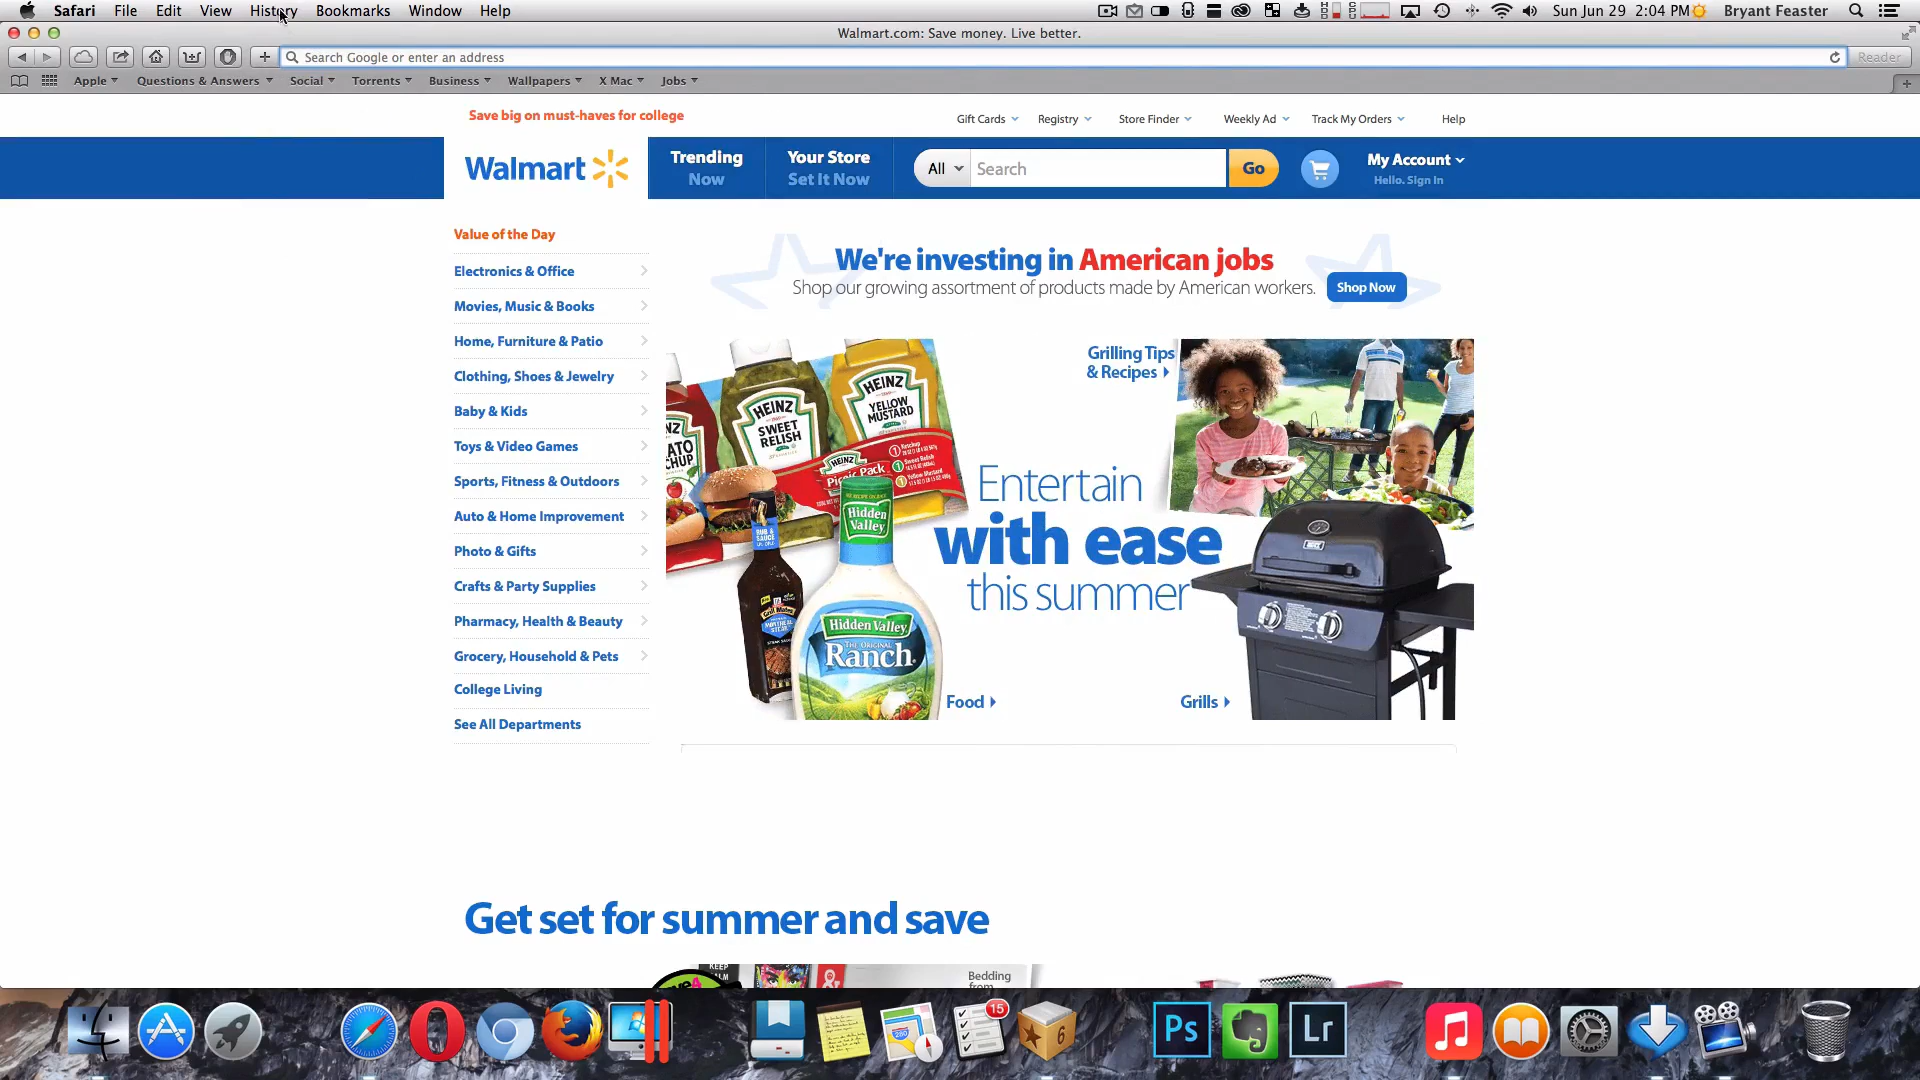 Safari File Edit View History Bookmarks Window Help
Sun Jun 29 2:04 PM Bryant Feaster
Walmart.com: Save money. Live better.
Search Google or enter an address
Reader
Apple Questions & Answers Social Torrents Business Wallpapers X Mac Jobs
Save big on must-haves for college
Gift Cards Registry Store Finder Weekly Ad Track My Orders Help
Walmart
Trending
Now
Your Store
Set It Now
All Search Go
My Account
Hello. Sign In
Value of the Day
Electronics & Office
Movies, Music & Books
Home, Furniture & Patio
Clothing, Shoes & Jewelry
Baby & Kids
Toys & Video Games
Sports, Fitness & Outdoors
Auto & Home Improvement
Photo & Gifts
Crafts & Party Supplies
Pharmacy, Health & Beauty
Grocery, Household & Pets
College Living
See All Departments
We're investing in American jobs
Shop our growing assortment of products made by American workers.
Shop Now
Grilling Tips
& Recipes
HEINZ
SWEET
RELISH
HEINZ
YELLOW
MUSTARD
HEINZ
Picnic Pack
Hidden
Valley
Hidden Valley
THE ORIGINAL
Ranch
Entertain
with ease
this summer
Food
Grills
Get set for summer and save
KEEP
CALM
&
Bedding
from
280
15
6
Ps
Lr